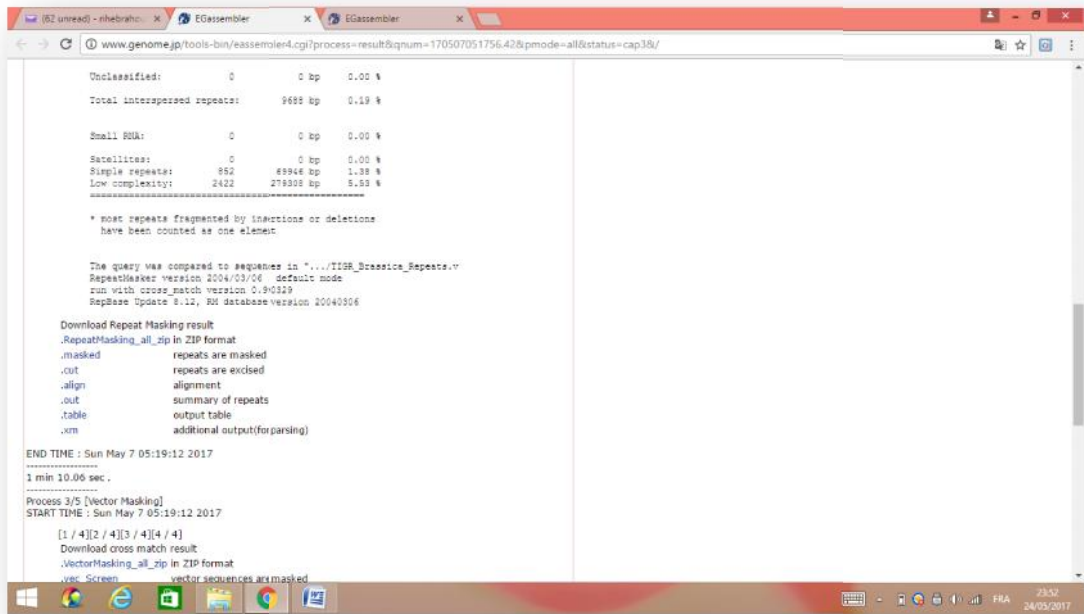 (62 unread) - rihebraho...
EGassembler
EGassembler
www.genome.jp/tools-bin/easserroler4.cgi?process=result&qnum=170507051756.42&pmode=all&status=cap3&/
Unclassified: 0 0 bp 0.00 %
Total interspersed repeats: 9688 bp 0.19 %
Small RNA: 0 0 bp 0.00 %
Satellites: 0 0 bp 0.00 %
Simple repeats: 852 69946 bp 1.38 %
Low complexity: 2422 279308 bp 5.53 %
* most repeats fragmented by insertions or deletions
have been counted as one element
The query was compared to sequences in ".../TIGR_Brassica_Repeats.v
RepeatMasker version 2004/03/06 default mode
run with cross_match version 0.990329
RepBase Update 8.12, RM database version 20040306
Download Repeat Masking result
.RepeatMasking_all_zip in ZIP format
.masked repeats are masked
.cut repeats are excised
.align alignment
.out summary of repeats
.table output table
.xm additional output(for parsing)
END TIME : Sun May 7 05:19:12 2017
------------------
1 min 10.06 sec .
------------------
Process 3/5 [Vector Masking]
START TIME : Sun May 7 05:19:12 2017
[1 / 4][2 / 4][3 / 4][4 / 4]
Download cross match result
.VectorMasking_all_zip in ZIP format
.vec_Screen vector sequences are masked
FRA
23:52
24/05/2017